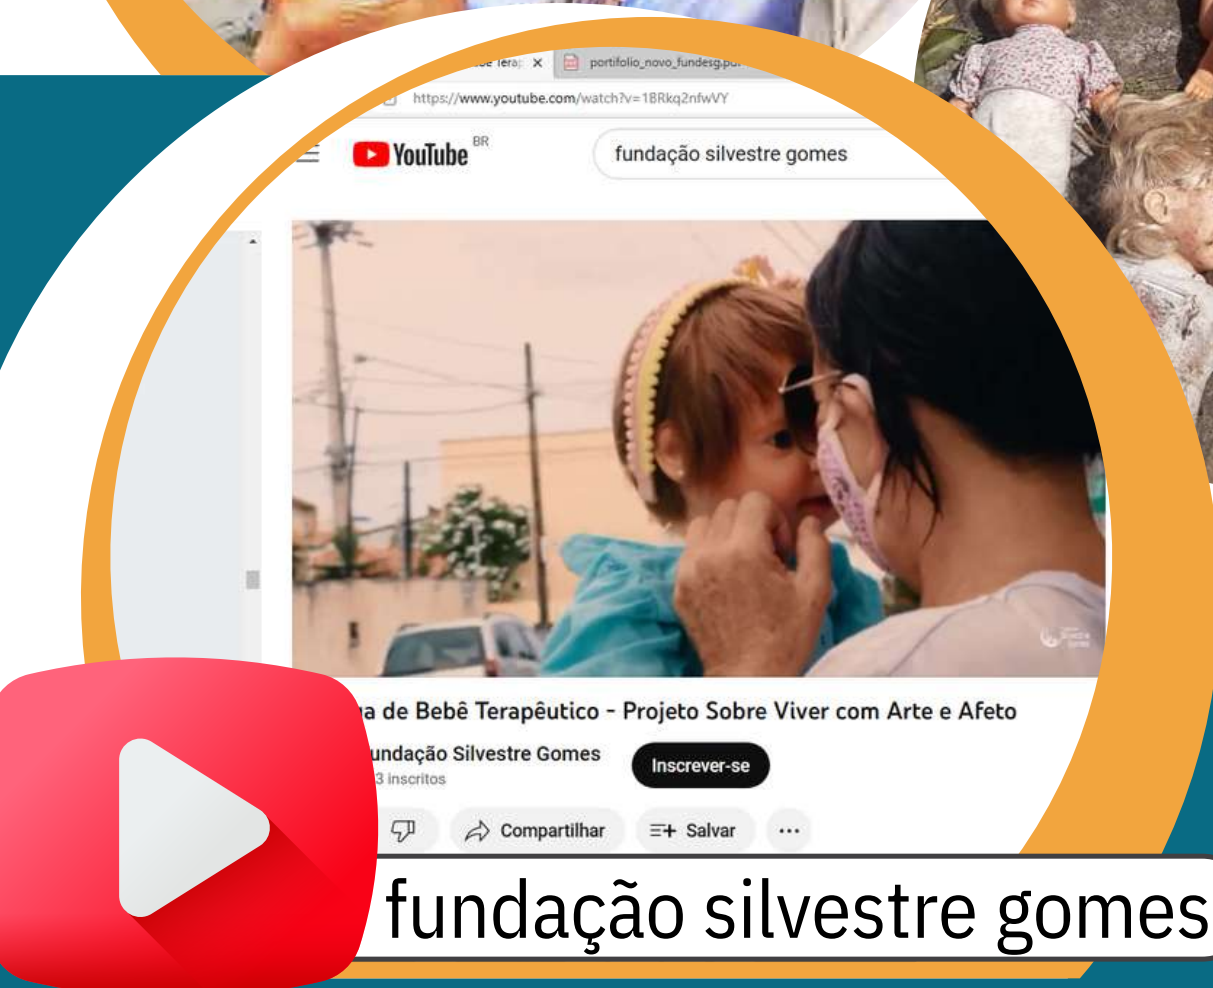 portifolio_novo_fundesg.pdf
https://www.youtube.com/watch?v=1BRkq2nfwVY
YouTube BR
fundação silvestre gomes
de Bebê Terapêutico - Projeto Sobre Viver com Arte e Afeto
undação Silvestre Gomes
Inscrever-se
3 inscritos
Compartilhar
Salvar
fundação silvestre gomes